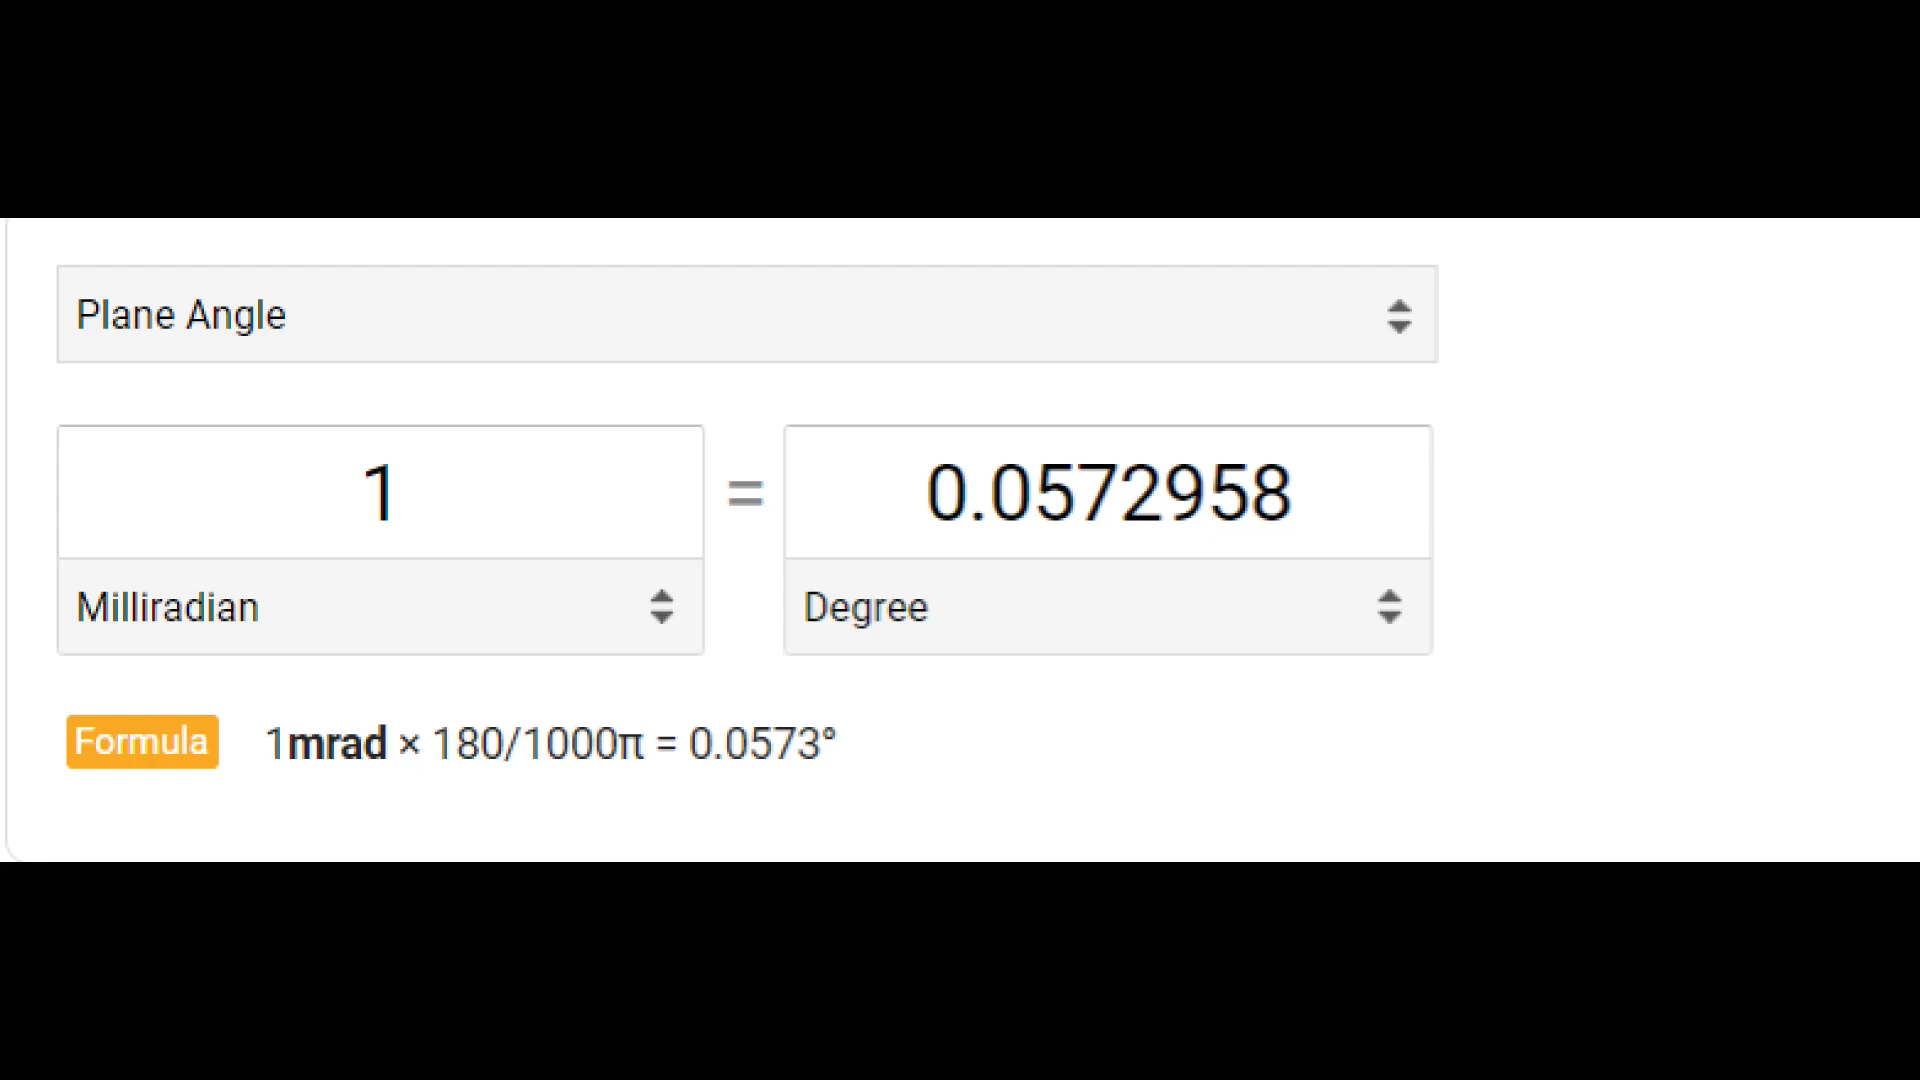 Plane Angle
1 = 0.0572958
Milliradian Degree
Formula 1mrad × 180/1000π = 0.0573°